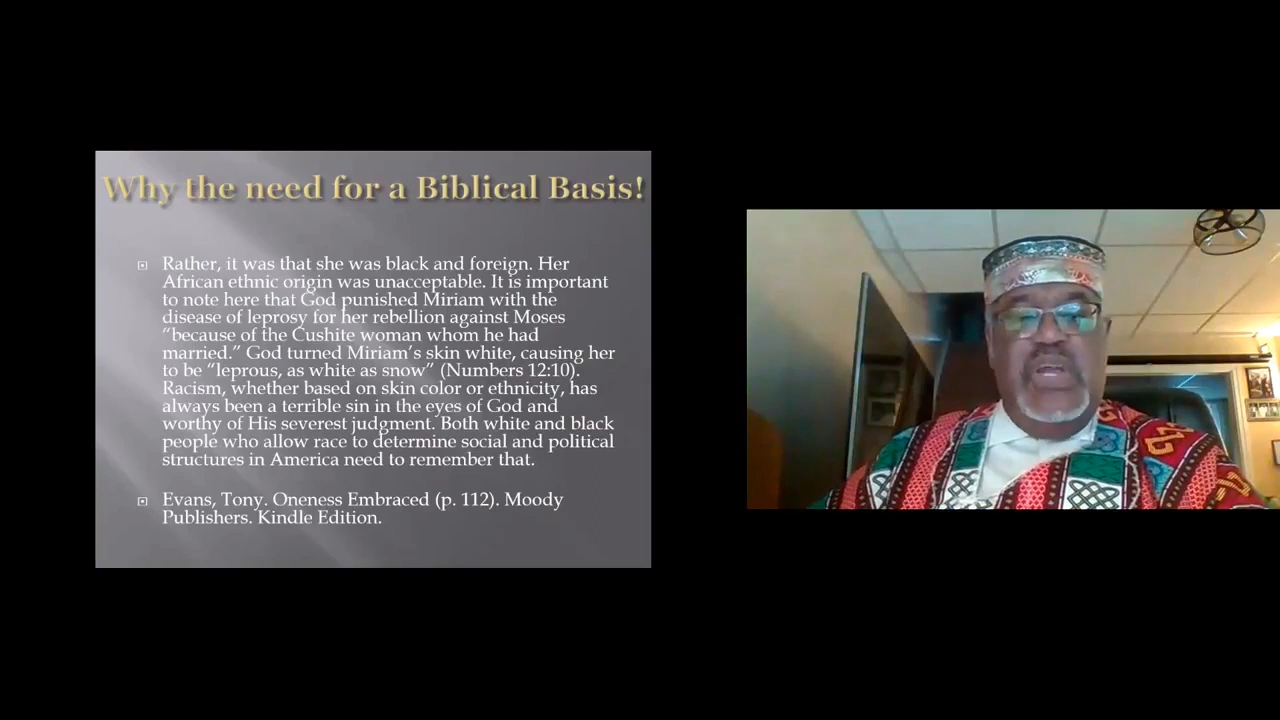 Why the need for a Biblical Basis!
Rather, it was that she was black and foreign. Her
African ethnic origin was unacceptable. It is important
to note here that God punished Miriam with the
disease of leprosy for her rebellion against Moses
“because of the Cushite woman whom he had
married.” God turned Miriam’s skin white, causing her
to be “leprous, as white as snow” (Numbers 12:10).
Racism, whether based on skin color or ethnicity, has
always been a terrible sin in the eyes of God and
worthy of His severest judgment. Both white and black
people who allow race to determine social and political
structures in America need to remember that.
Evans, Tony. Oneness Embraced (p. 112). Moody
Publishers. Kindle Edition.